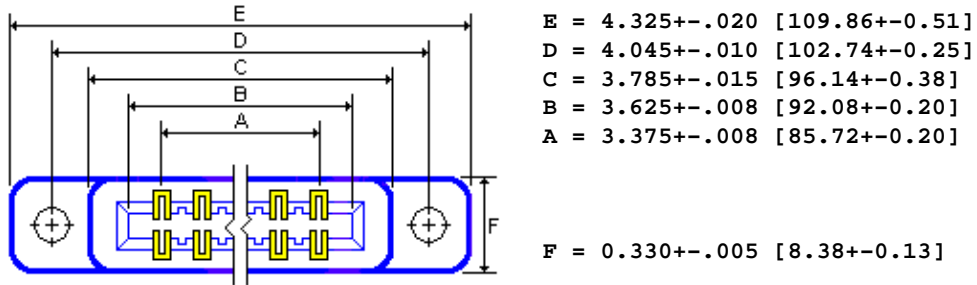 E
D
C
B
A
F
E = 4.325+-.020 [109.86+-0.51]
D = 4.045+-.010 [102.74+-0.25]
C = 3.785+-.015 [96.14+-0.38]
B = 3.625+-.008 [92.08+-0.20]
A = 3.375+-.008 [85.72+-0.20]
F = 0.330+-.005 [8.38+-0.13]